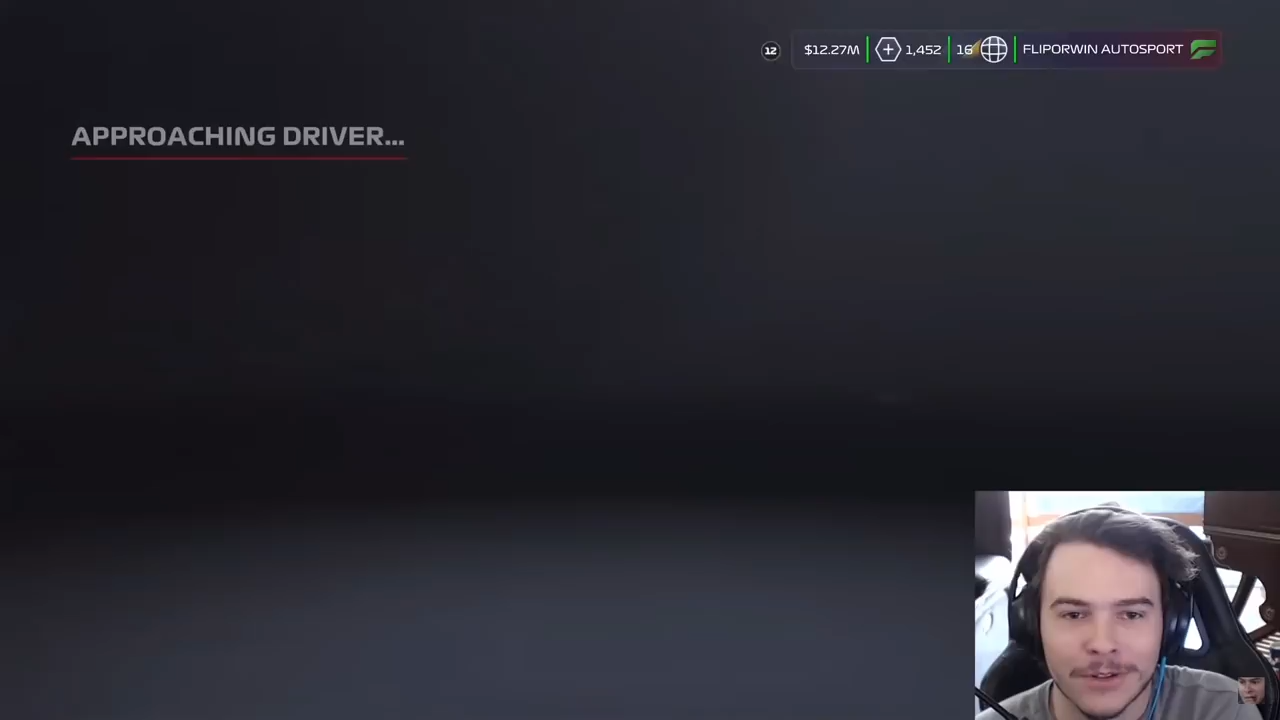 12
$12.27M
1,452
16
FLIPORWIN AUTOSPORT
APPROACHING DRIVER...